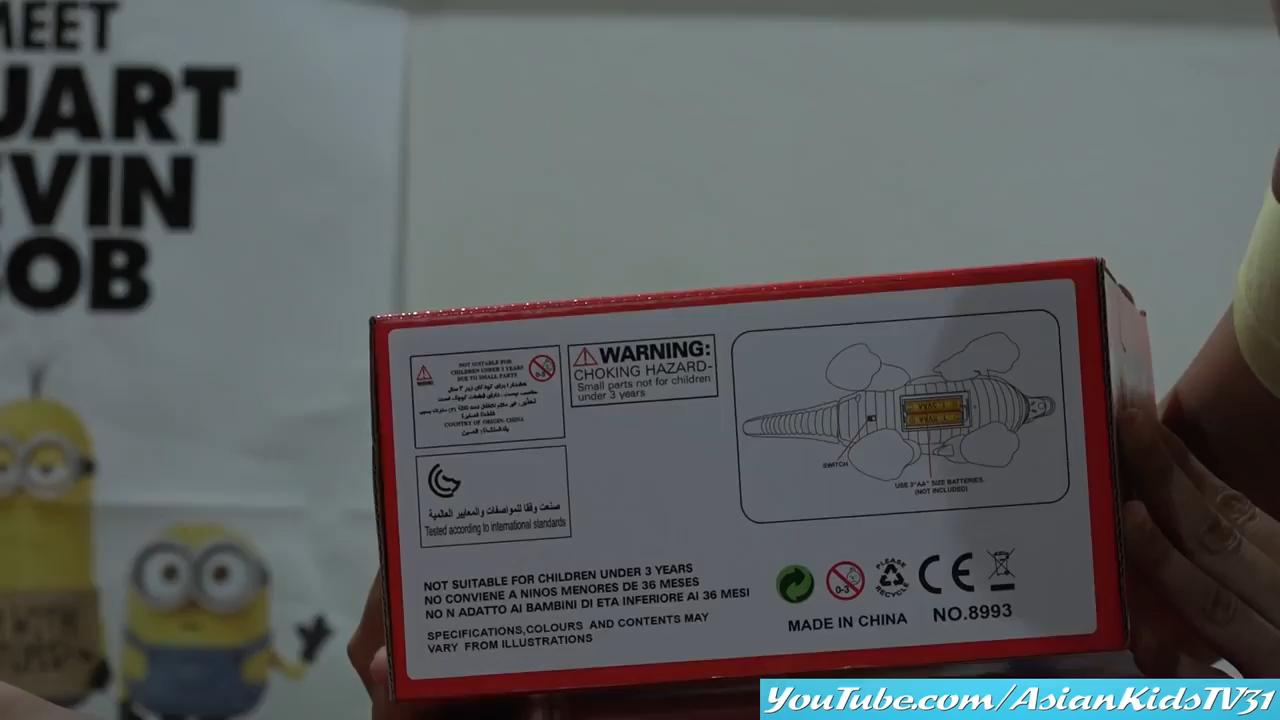 MEET
UART
EVIN
BOB
NOT SUITABLE FOR
CHILDREN UNDER 3 YEARS
DUE TO SMALL PARTS
WARNING
0-3
COUNTRY OF ORIGIN: CHINA
WARNING:
CHOKING HAZARD-
Small parts not for children
under 3 years
صنعت وفقا للمواصفات والمعايير العالمية
Tested according to international standards
SWITCH
USE 3"AA" SIZE BATTERIES.
(NOT INCLUDED)
NOT SUITABLE FOR CHILDREN UNDER 3 YEARS
NO CONVIENE A NINOS MENORES DE 36 MESES
NO N ADATTO AI BAMBINI DI ETA INFERIORE AI 36 MESI
SPECIFICATIONS,COLOURS AND CONTENTS MAY
VARY FROM ILLUSTRATIONS
0-3
PLEASE
RECYCLE
CE
MADE IN CHINA
NO.8993
YouTube.com/AsianKidsTV31